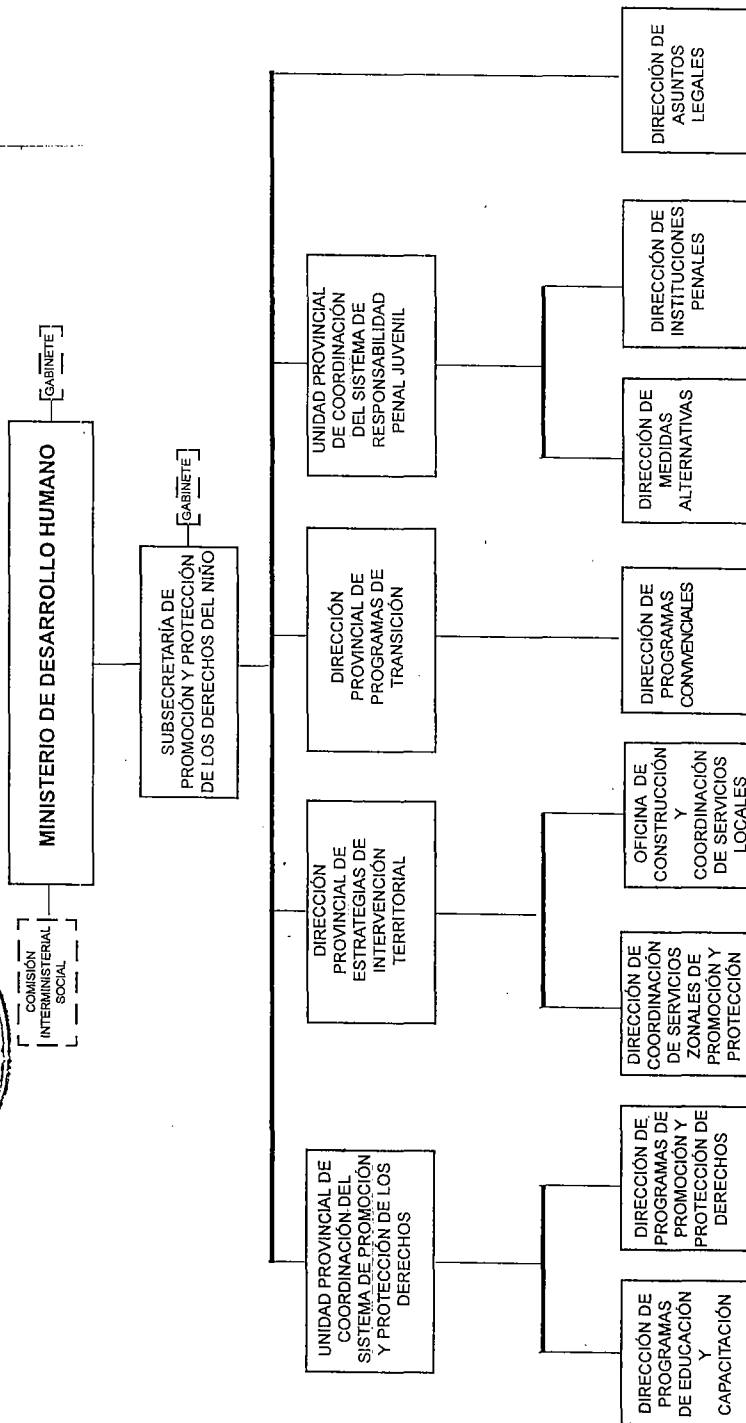 COMISIÓN
INTERMINISTERIAL
SOCIAL
MINISTERIO DE DESARROLLO HUMANO
GABINETE
SUBSECRETARÍA DE
PROMOCIÓN Y PROTECCIÓN
DE LOS DERECHOS DEL NIÑO
GABINETE
UNIDAD PROVINCIAL DE
COORDINACIÓN DEL
SISTEMA DE PROMOCIÓN
Y PROTECCIÓN DE LOS
DERECHOS
DIRECCIÓN
PROVINCIAL DE
ESTRATEGIAS DE
INTERVENCIÓN
TERRITORIAL
DIRECCIÓN
PROVINCIAL DE
PROGRAMAS DE
TRANSICIÓN
UNIDAD PROVINCIAL
DE COORDINACIÓN
DEL SISTEMA DE
RESPONSABILIDAD
PENAL JUVENIL
DIRECCIÓN DE
PROGRAMAS
DE EDUCACIÓN
Y
CAPACITACIÓN
DIRECCIÓN DE
PROGRAMAS DE
PROMOCIÓN Y
PROTECCIÓN DE
DERECHOS
DIRECCIÓN DE
COORDINACIÓN
DE SERVICIOS
ZONALES DE
PROMOCIÓN Y
PROTECCIÓN
OFICINA DE
CONSTRUCCIÓN
Y
COORDINACIÓN
DE SERVICIOS
LOCALES
DIRECCIÓN DE
PROGRAMAS
CONVIVENCIALES
DIRECCIÓN DE
MEDIDAS
ALTERNATIVAS
DIRECCIÓN DE
INSTITUCIONES
PENALES
DIRECCIÓN DE
ASUNTOS
LEGALES